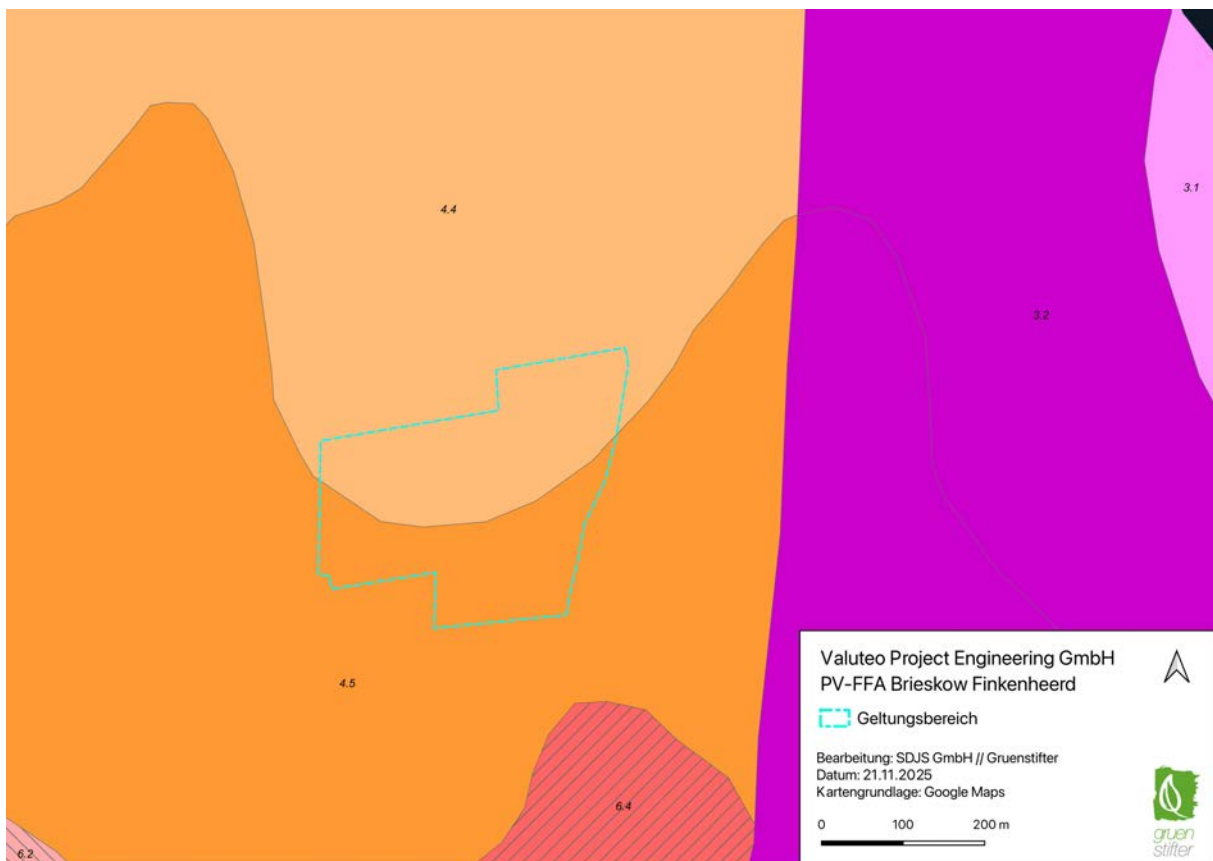 4.4
3.1
3.2
4.5
6.4
6.2
Valuteo Project Engineering GmbH
PV-FFA Brieskow Finkenheerd
Geltungsbereich
Bearbeitung: SDJS GmbH // Gruenstifter
Datum: 21.11.2025
Kartengrundlage: Google Maps
0 100 200 m
gruen
stifter